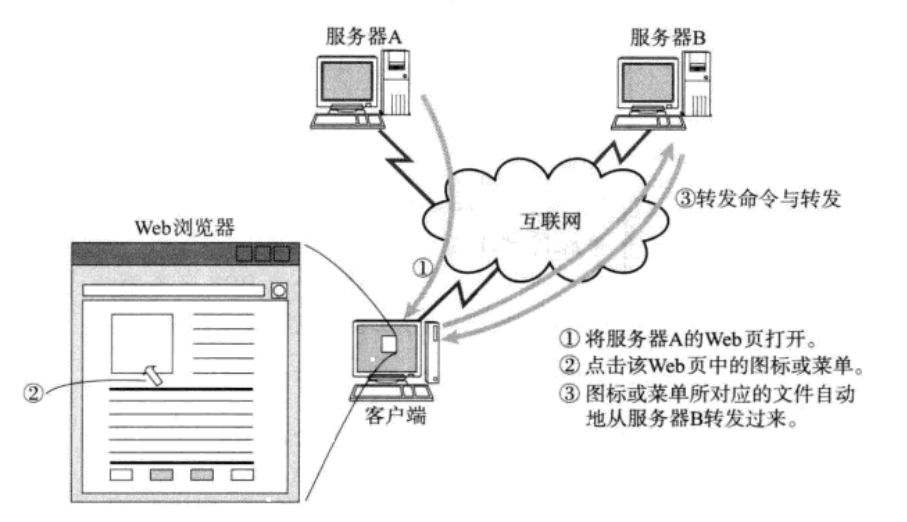 服务器A
服务器B
③转发命令与转发
互联网
Web浏览器
①
②
客户端
① 将服务器A的Web页打开。
② 点击该Web页中的图标或菜单。
③ 图标或菜单所对应的文件自动
地从服务器B转发过来。